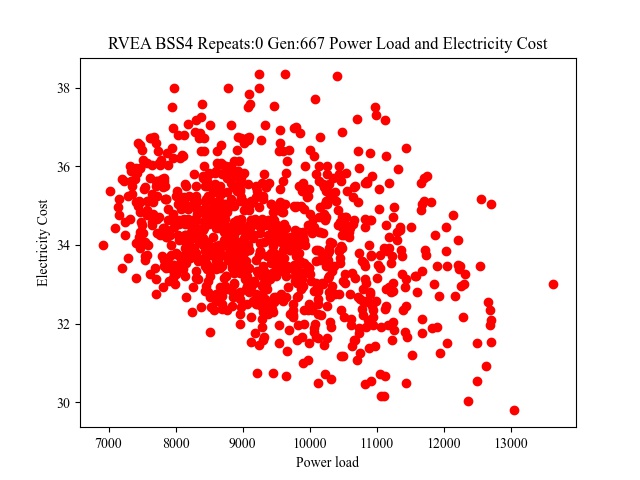 RVEA BSS4 Repeats:0 Gen:667 Power Load and Electricity Cost
38
36
34
32
30
Electricity Cost
7000 8000 9000 10000 11000 12000 13000
Power load